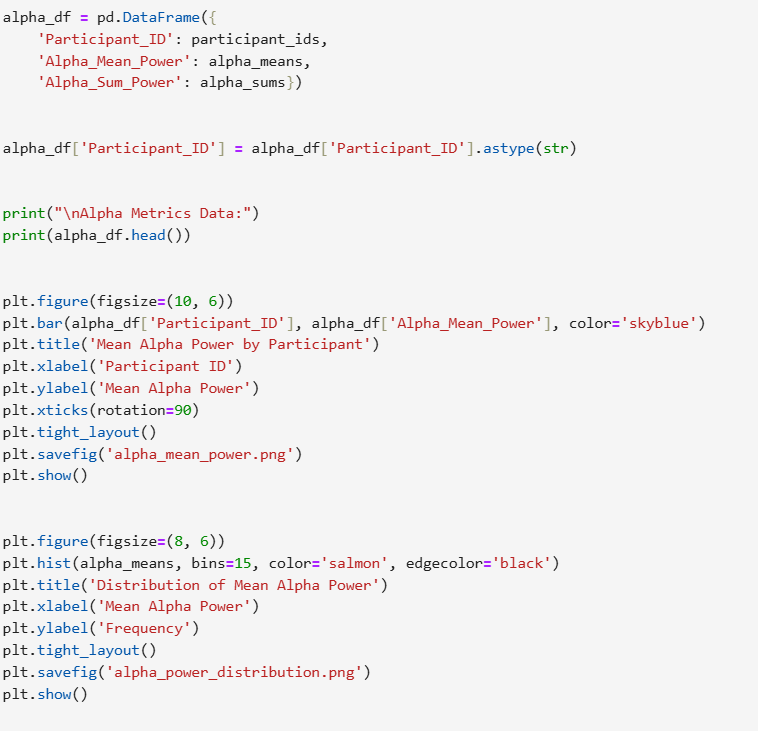 alpha_df = pd.DataFrame({
    'Participant_ID': participant_ids,
    'Alpha_Mean_Power': alpha_means,
    'Alpha_Sum_Power': alpha_sums})
alpha_df['Participant_ID'] = alpha_df['Participant_ID'].astype(str)
print("\nAlpha Metrics Data:")
print(alpha_df.head())
plt.figure(figsize=(10, 6))
plt.bar(alpha_df['Participant_ID'], alpha_df['Alpha_Mean_Power'], color='skyblue')
plt.title('Mean Alpha Power by Participant')
plt.xlabel('Participant ID')
plt.ylabel('Mean Alpha Power')
plt.xticks(rotation=90)
plt.tight_layout()
plt.savefig('alpha_mean_power.png')
plt.show()
plt.figure(figsize=(8, 6))
plt.hist(alpha_means, bins=15, color='salmon', edgecolor='black')
plt.title('Distribution of Mean Alpha Power')
plt.xlabel('Mean Alpha Power')
plt.ylabel('Frequency')
plt.tight_layout()
plt.savefig('alpha_power_distribution.png')
plt.show()